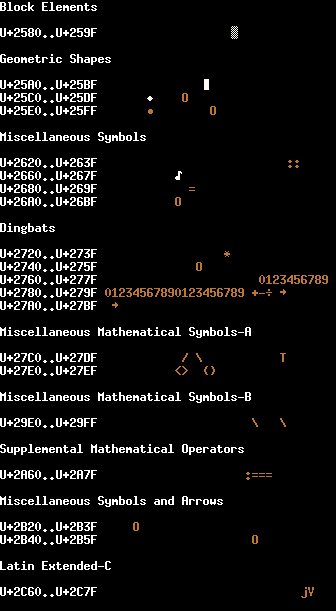 Block Elements
U+2580..U+259F ▒
Geometric Shapes
U+25A0..U+25BF ▮
U+25C0..U+25DF ◆ O
U+25E0..U+25FF • O
Miscellaneous Symbols
U+2620..U+263F ::
U+2660..U+267F ♪
U+2680..U+269F =
U+26A0..U+26BF O
Dingbats
U+2720..U+273F *
U+2740..U+275F O
U+2760..U+277F 0123456789
U+2780..U+279F 01234567890123456789 +-÷ →
U+27A0..U+27BF →
Miscellaneous Mathematical Symbols-A
U+27C0..U+27DF / \ T
U+27E0..U+27EF <> ()
Miscellaneous Mathematical Symbols-B
U+29E0..U+29FF \ \
Supplemental Mathematical Operators
U+2A60..U+2A7F :===
Miscellaneous Symbols and Arrows
U+2B20..U+2B3F O
U+2B40..U+2B5F O
Latin Extended-C
U+2C60..U+2C7F jV